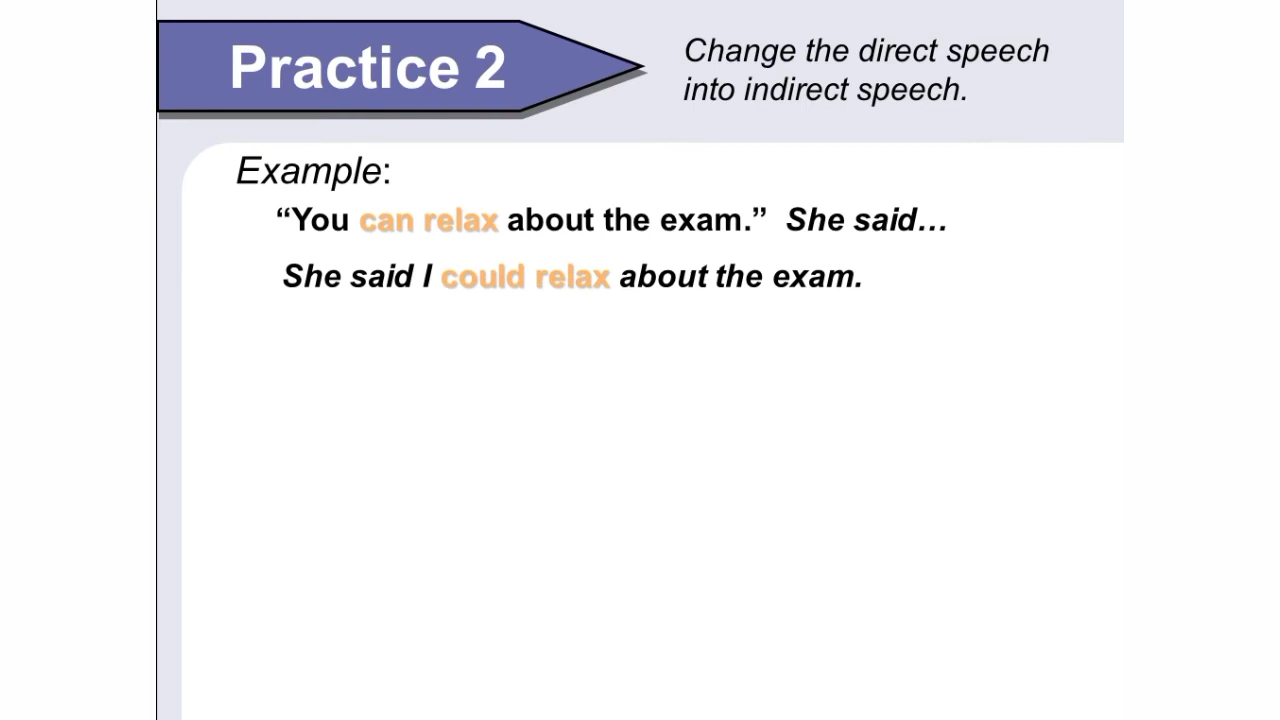 Practice 2
Change the direct speech
into indirect speech.
Example:
“You can relax about the exam.” She said…
She said I could relax about the exam.